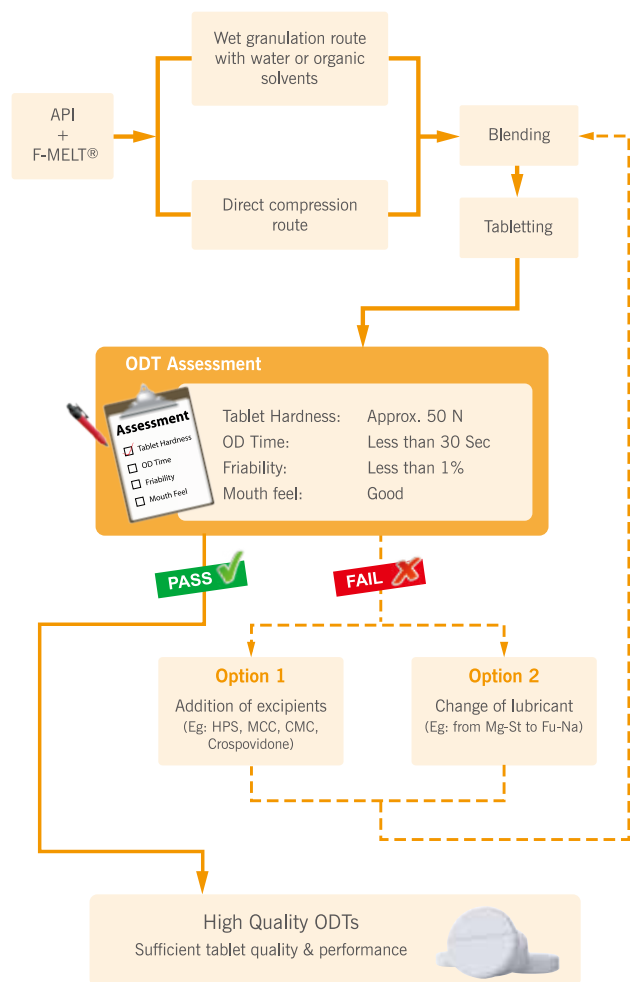 Wet granulation route
with water or organic
solvents
API
+
F-MELT®
Blending
Direct compression
route
Tabletting
ODT Assessment
Assessment
Tablet Hardness
OD Time
Friability
Mouth Feel
Tablet Hardness: Approx. 50 N
OD Time: Less than 30 Sec
Friability: Less than 1%
Mouth feel: Good
PASS
FAIL
Option 1
Addition of excipients
(Eg: HPS, MCC, CMC,
Crospovidone)
Option 2
Change of lubricant
(Eg: from Mg-St to Fu-Na)
High Quality ODTs
Sufficient tablet quality & performance